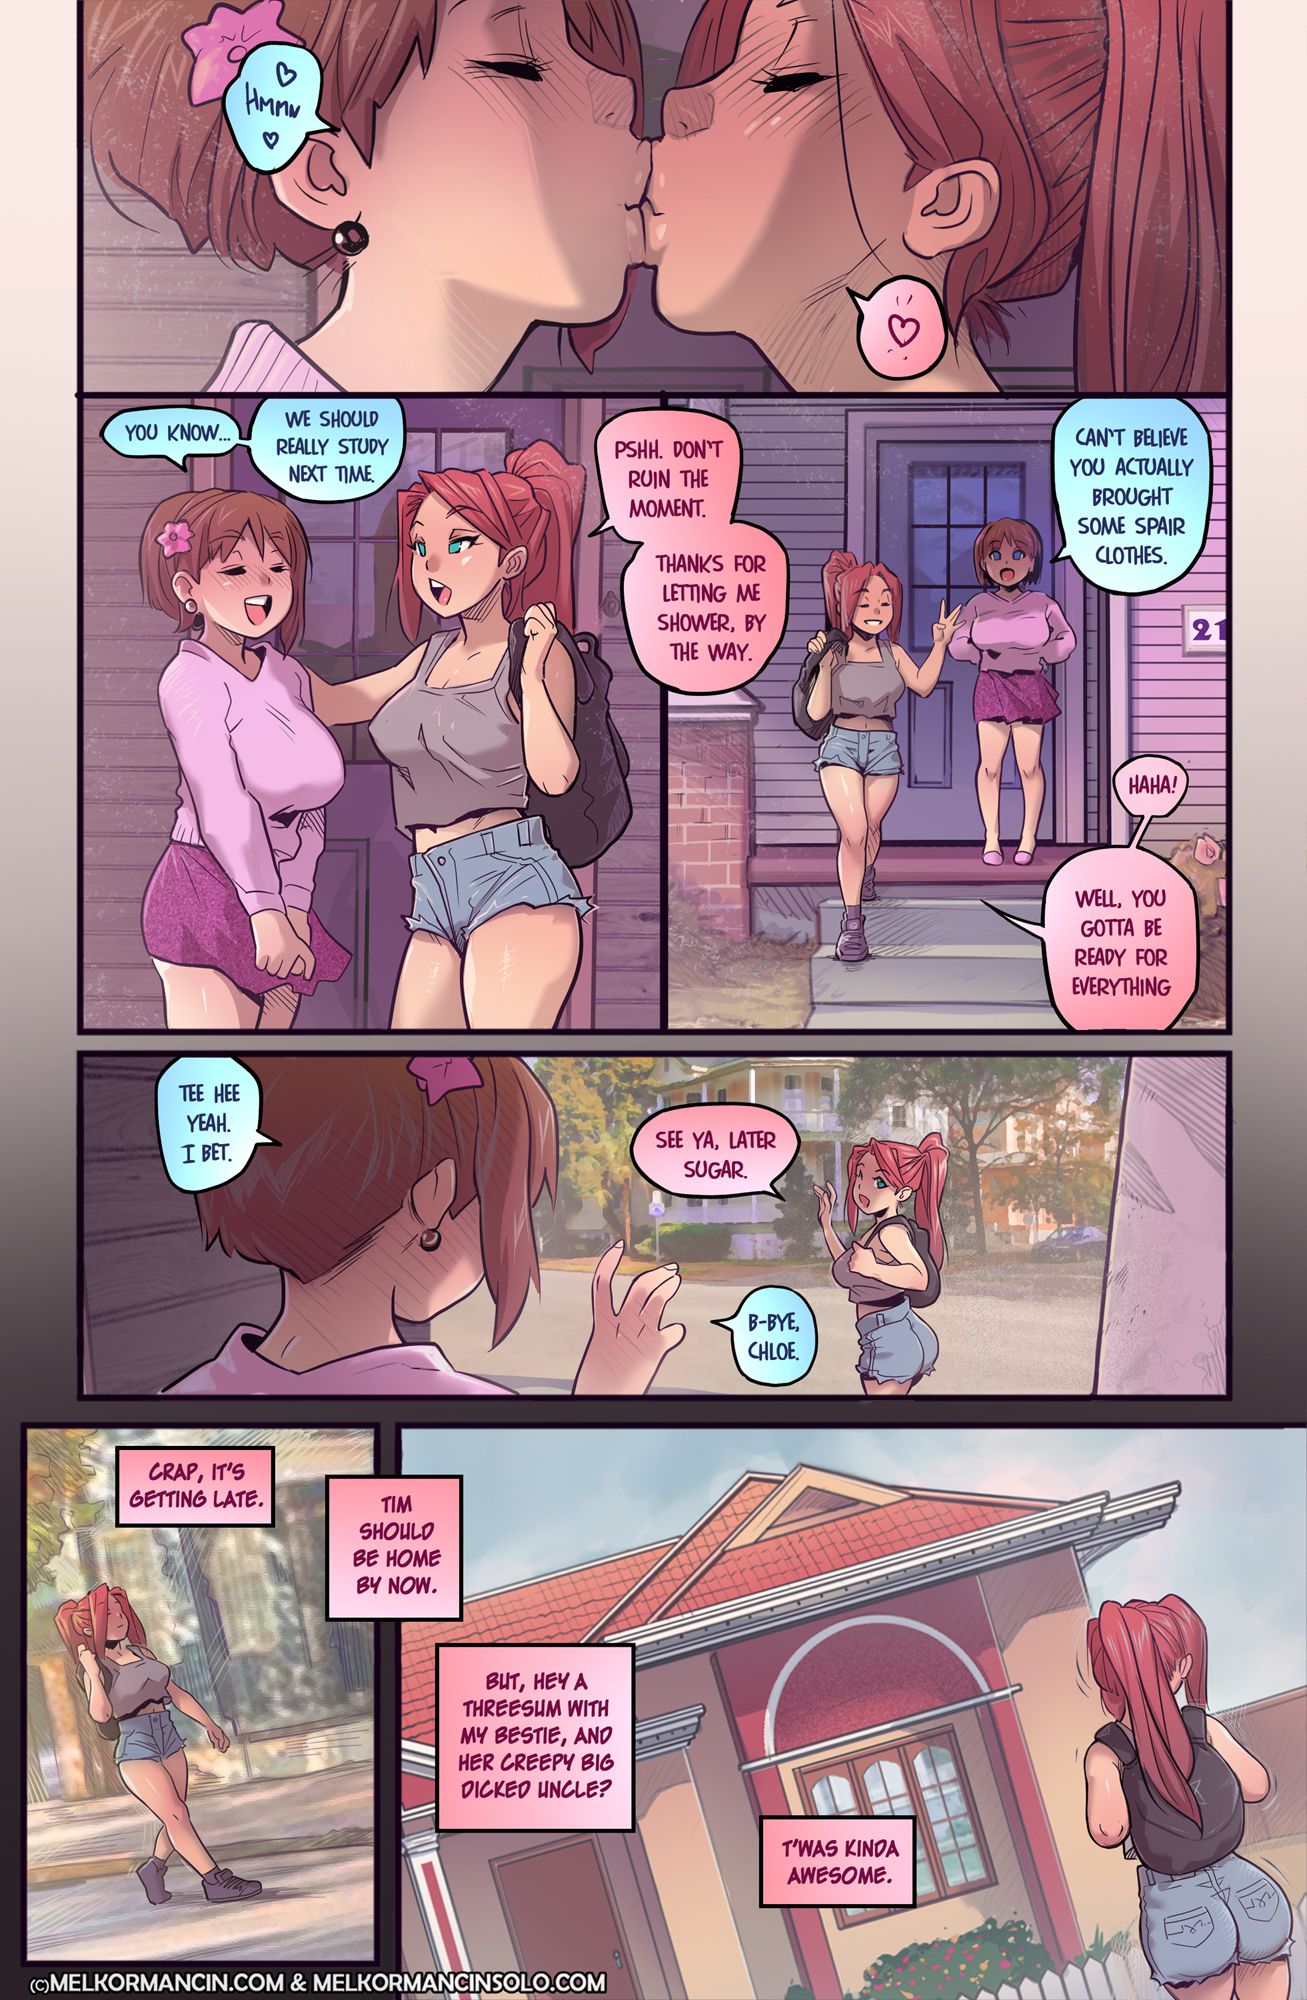 HMMN
YOU KNOW...
WE SHOULD
REALLY STUDY
NEXT TIME.
PSHH. DON'T
RUIN THE
MOMENT.
THANKS FOR
LETTING ME
SHOWER, BY
THE WAY.
CAN'T BELIEVE
YOU ACTUALLY
BROUGHT
SOME SPAIR
CLOTHES.
21
HAHA!
WELL, YOU
GOTTA BE
READY FOR
EVERYTHING
TEE HEE
YEAH.
I BET.
SEE YA, LATER
SUGAR.
B-BYE,
CHLOE.
CRAP, IT'S
GETTING LATE.
TIM
SHOULD
BE HOME
BY NOW.
BUT, HEY A
THREESUM WITH
MY BESTIE, AND
HER CREEPY BIG
DICKED UNCLE?
T'WAS KINDA
AWESOME.
(C)MELKORMANCIN.COM & MELKORMANCINSOLO.COM